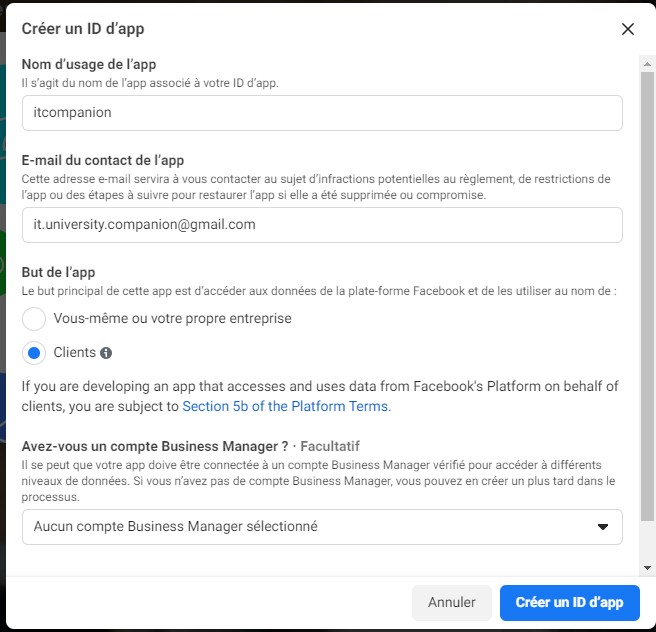 Créer un ID d’app
Nom d’usage de l’app
Il s’agit du nom de l’app associé à votre ID d’app.
itcompanion
E-mail du contact de l’app
Cette adresse e-mail servira à vous contacter au sujet d’infractions potentielles au règlement, de restrictions de
l’app ou des étapes à suivre pour restaurer l’app si elle a été supprimée ou compromise.
it.university.companion@gmail.com
But de l’app
Le but principal de cette app est d’accéder aux données de la plate-forme Facebook et de les utiliser au nom de :
Vous-même ou votre propre entreprise
Clients
If you are developing an app that accesses and uses data from Facebook's Platform on behalf of
clients, you are subject to Section 5b of the Platform Terms.
Avez-vous un compte Business Manager ? · Facultatif
Il se peut que votre app doive être connectée à un compte Business Manager vérifié pour accéder à différents
niveaux de données. Si vous n’avez pas de compte Business Manager, vous pouvez en créer un plus tard dans le
processus.
Aucun compte Business Manager sélectionné
Annuler
Créer un ID d’app